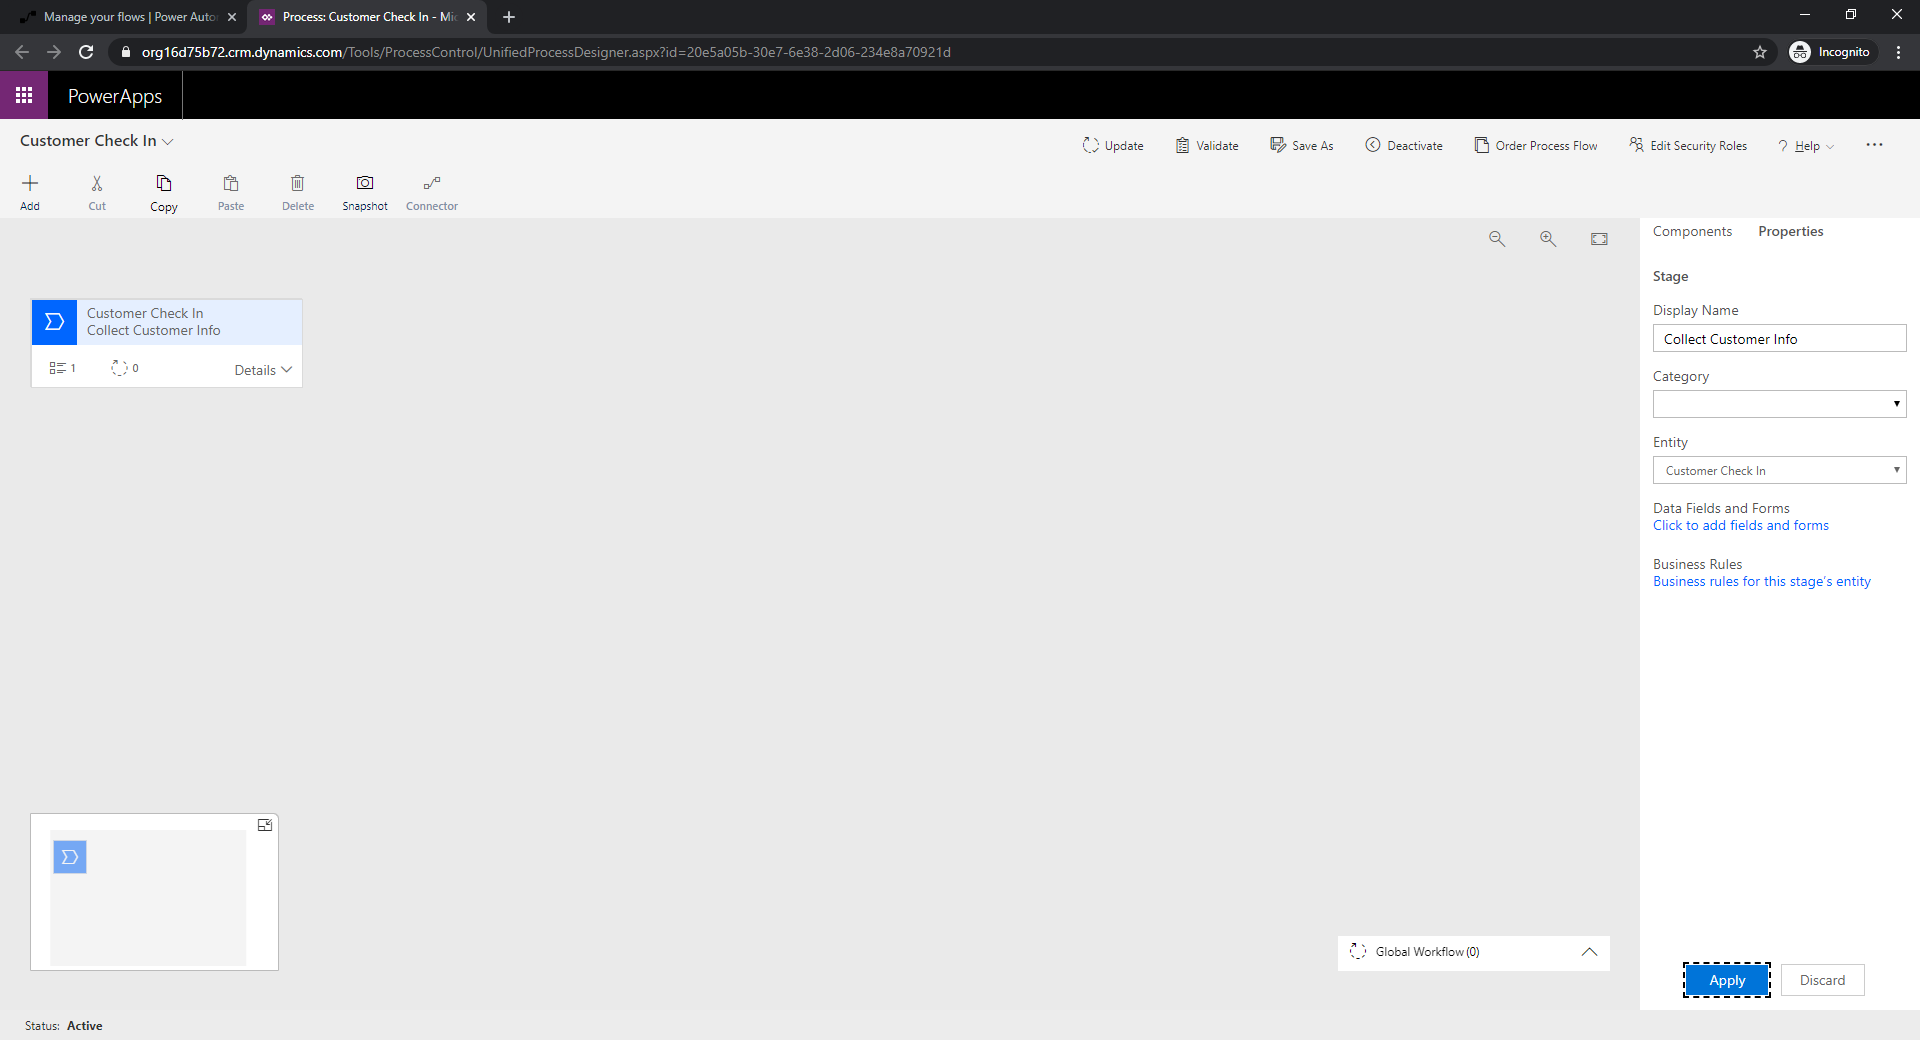 Manage your flows | Power Auto
Process: Customer Check In - Mi
org16d75b72.crm.dynamics.com/Tools/ProcessControl/UnifiedProcessDesigner.aspx?id=20e5a05b-30e7-6e38-2d06-234e8a70921d
Incognito
PowerApps
Customer Check In
Update
Validate
Save As
Deactivate
Order Process Flow
Edit Security Roles
? Help
...
Add
Cut
Copy
Paste
Delete
Snapshot
Connector
Components
Properties
Customer Check In
Collect Customer Info
1
0
Details
Stage
Display Name
Collect Customer Info
Category
Entity
Customer Check In
Data Fields and Forms
Click to add fields and forms
Business Rules
Business rules for this stage's entity
Global Workflow (0)
Apply
Discard
Status: Active